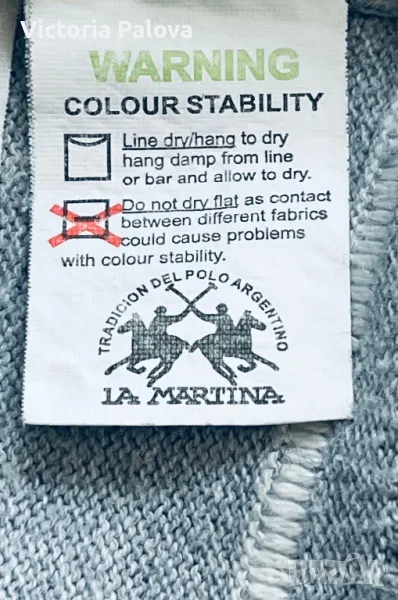 Victoria Palova
WARNING
COLOUR STABILITY
Line dry/hang to dry
hang damp from line
or bar and allow to dry.
Do not dry flat as contact
between different fabrics
could cause problems
with colour stability.
TRADICION DEL POLO ARGENTINO
LA MARTINA